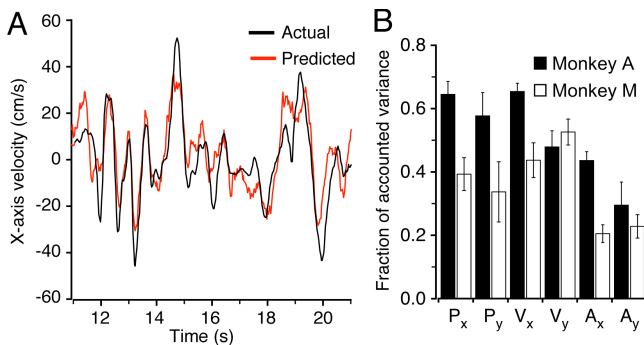 A
Actual
Predicted
X-axis velocity (cm/s)
60
40
20
0
-20
-40
-60
12 14 16 18 20
Time (s)
B
Monkey A
Monkey M
Fraction of accounted variance
0.8
0.6
0.4
0.2
0.0
Px Py Vx Vy Ax Ay